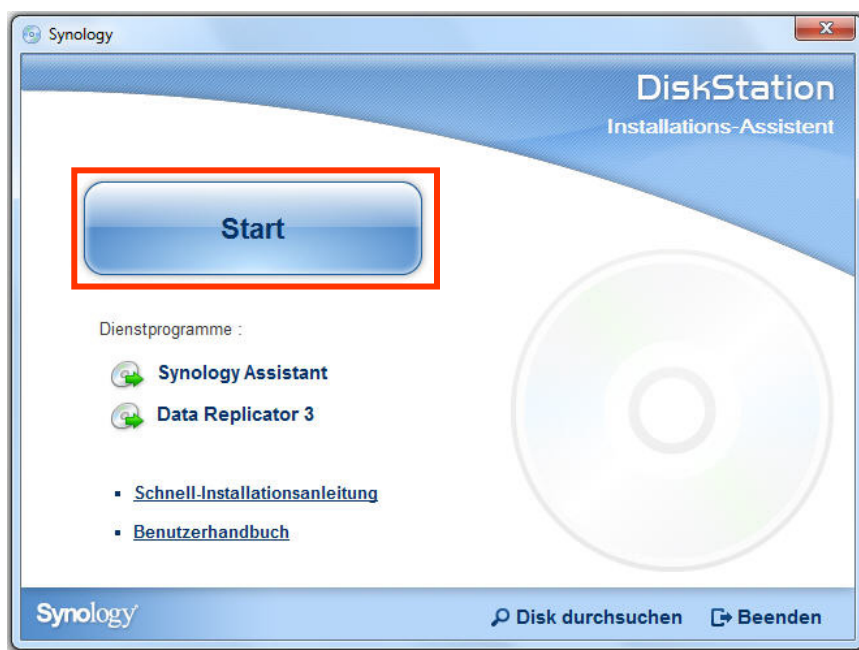 Synology
DiskStation
Installations-Assistent
Start
Dienstprogramme :
Synology Assistant
Data Replicator 3
Schnell-Installationsanleitung
Benutzerhandbuch
Synology
Disk durchsuchen
Beenden